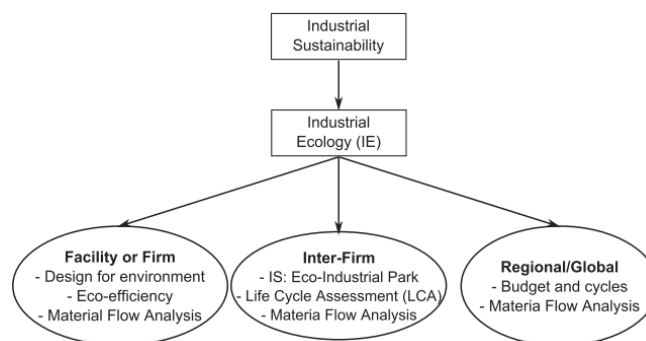 Industrial
Sustainability
Industrial
Ecology (IE)
Facility or Firm
- Design for environment
- Eco-efficiency
- Material Flow Analysis
Inter-Firm
- IS: Eco-Industrial Park
- Life Cycle Assessment (LCA)
- Materia Flow Analysis
Regional/Global
- Budget and cycles
- Materia Flow Analysis